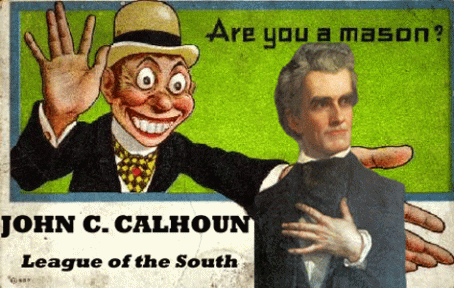 Are you a mason?
JOHN C. CALHOUN
League of the South